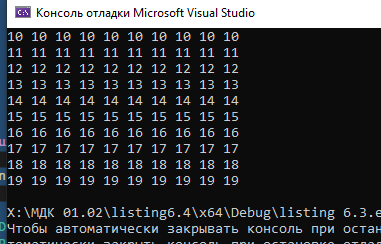 Консоль отладки Microsoft Visual Studio
10 10 10 10 10 10 10 10 10 10
11 11 11 11 11 11 11 11 11 11
12 12 12 12 12 12 12 12 12 12
13 13 13 13 13 13 13 13 13 13
14 14 14 14 14 14 14 14 14 14
15 15 15 15 15 15 15 15 15 15
16 16 16 16 16 16 16 16 16 16
17 17 17 17 17 17 17 17 17 17
18 18 18 18 18 18 18 18 18 18
19 19 19 19 19 19 19 19 19 19
X:\МДК 01.02\listing6.4\x64\Debug\listing 6.3.e
Чтобы автоматически закрывать консоль при остан